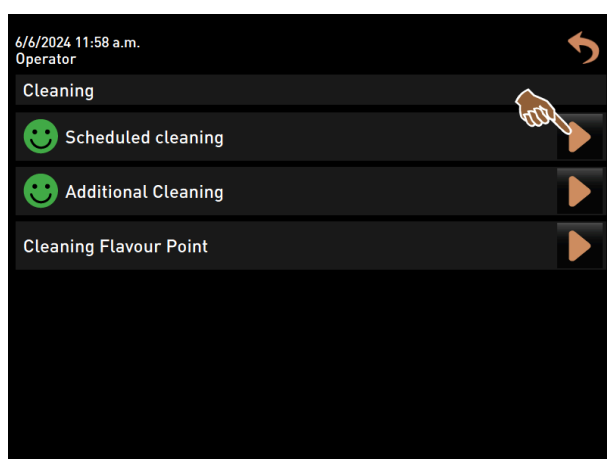 6/6/2024 11:58 a.m.
Operator
Cleaning
Scheduled cleaning
Additional Cleaning
Cleaning Flavour Point